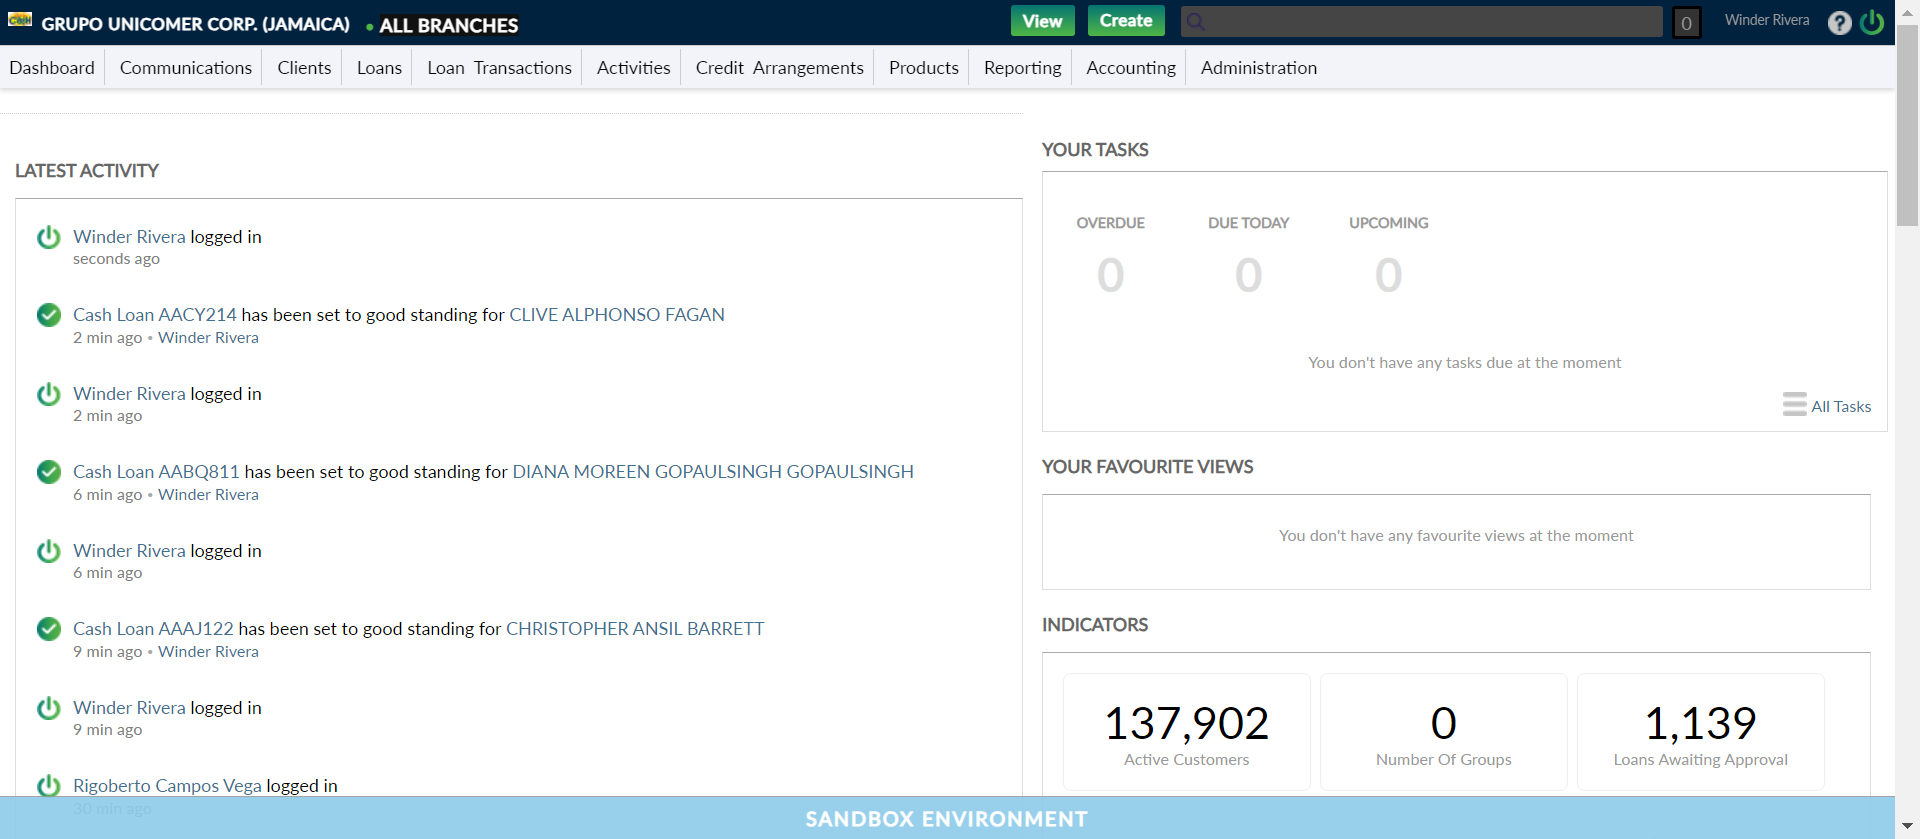 Cash
GRUPO UNICOMER CORP. (JAMAICA) • ALL BRANCHES
View
Create
0
Winder Rivera
?
Dashboard
Communications
Clients
Loans
Loan Transactions
Activities
Credit Arrangements
Products
Reporting
Accounting
Administration
LATEST ACTIVITY
Winder Rivera logged in
seconds ago
Cash Loan AACY214 has been set to good standing for CLIVE ALPHONSO FAGAN
2 min ago • Winder Rivera
Winder Rivera logged in
2 min ago
Cash Loan AABQ811 has been set to good standing for DIANA MOREEN GOPAULSINGH GOPAULSINGH
6 min ago • Winder Rivera
Winder Rivera logged in
6 min ago
Cash Loan AAAJ122 has been set to good standing for CHRISTOPHER ANSIL BARRETT
9 min ago • Winder Rivera
Winder Rivera logged in
9 min ago
Rigoberto Campos Vega logged in
30 min ago
YOUR TASKS
OVERDUE
DUE TODAY
UPCOMING
0
0
0
You don't have any tasks due at the moment
All Tasks
YOUR FAVOURITE VIEWS
You don't have any favourite views at the moment
INDICATORS
137,902
Active Customers
0
Number Of Groups
1,139
Loans Awaiting Approval
SANDBOX ENVIRONMENT